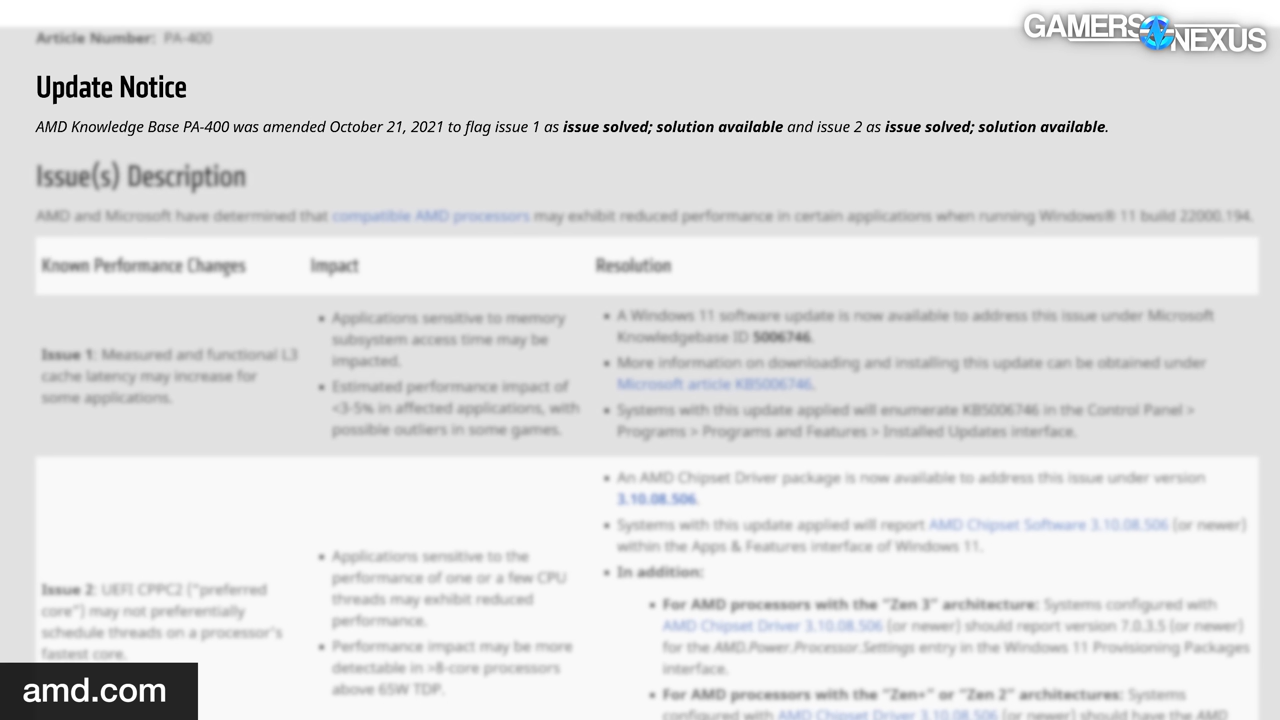 GAMERS NEXUS
Article Number: PA-400
Update Notice
AMD Knowledge Base PA-400 was amended October 21, 2021 to flag issue 1 as issue solved; solution available and issue 2 as issue solved; solution available.
Issue(s) Description
AMD and Microsoft have determined that compatible AMD processors may exhibit reduced performance in certain applications when running Windows® 11 build 22000.194.
Known Performance Changes Impact Resolution
Issue 1: Measured and functional L3
cache latency may increase for
some applications.
• Applications sensitive to memory
subsystem access time may be
impacted.
• Estimated performance impact of
<3-5% in affected applications, with
possible outliers in some games.
• A Windows 11 software update is now available to address this issue under Microsoft
Knowledgebase ID 5006746.
• More information on downloading and installing this update can be obtained under
Microsoft article KB5006746.
• Systems with this update applied will enumerate KB5006746 in the Control Panel >
Programs > Programs and Features > Installed Updates interface.
Issue 2: UEFI CPPC2 ("preferred
core") may not preferentially
schedule threads on a processor's
fastest core.
• Applications sensitive to the
performance of one or a few CPU
threads may exhibit reduced
performance.
• Performance impact may be more
detectable in >8-core processors
above 65W TDP.
• An AMD Chipset Driver package is now available to address this issue under version
3.10.08.506.
• Systems with this update applied will report AMD Chipset Software 3.10.08.506 (or newer)
within the Apps & Features interface of Windows 11.
• In addition:
• For AMD processors with the "Zen 3" architecture: Systems configured with
AMD Chipset Driver 3.10.08.506 (or newer) should report version 7.0.3.5 (or newer)
for the AMD.Power.Processor.Settings entry in the Windows 11 Provisioning Packages
interface.
• For AMD processors with the "Zen+" or "Zen 2" architectures: Systems
configured with AMD Chipset Driver 3.10.08.506 (or newer) should have the AMD
amd.com